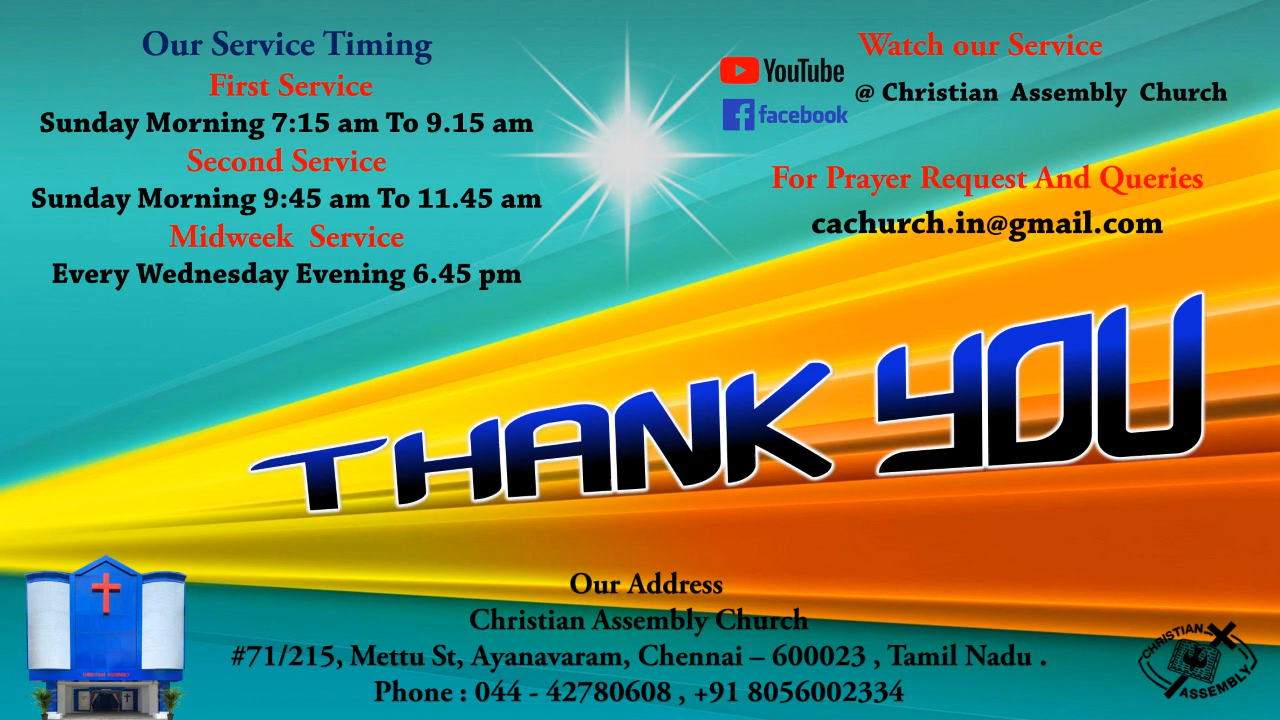 Our Service Timing
First Service
Sunday Morning 7:15 am To 9.15 am
Second Service
Sunday Morning 9:45 am To 11.45 am
Midweek Service
Every Wednesday Evening 6.45 pm
Watch our Service
YouTube
facebook
@ Christian Assembly Church
For Prayer Request And Queries
cachurch.in@gmail.com
THANK YOU
Our Address
Christian Assembly Church
#71/215, Mettu St, Ayanavaram, Chennai – 600023 , Tamil Nadu .
Phone : 044 - 42780608 , +91 8056002334
CHRISTIAN
ASSEMBLY